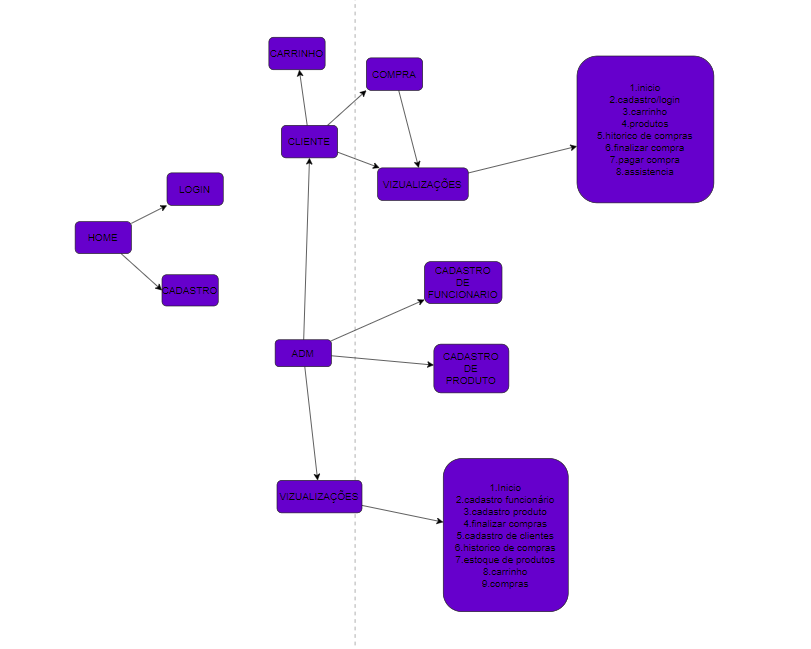 CARRINHO
COMPRA
CLIENTE
VIZUALIZAÇÕES
1.Inicio
2.cadastro/login
3.carrinho
4.produtos
5.hitorico de compras
6.finalizar compra
7.pagar compra
8.assistencia
LOGIN
HOME
CADASTRO
CADASTRO
DE
FUNCIONARIO
ADM
CADASTRO
DE
PRODUTO
VIZUALIZAÇÕES
1.Inicio
2.cadastro funcionário
3.cadastro produto
4.finalizar compras
5.cadastro de clientes
6.historico de compras
7.estoque de produtos
8.carrinho
9.compras